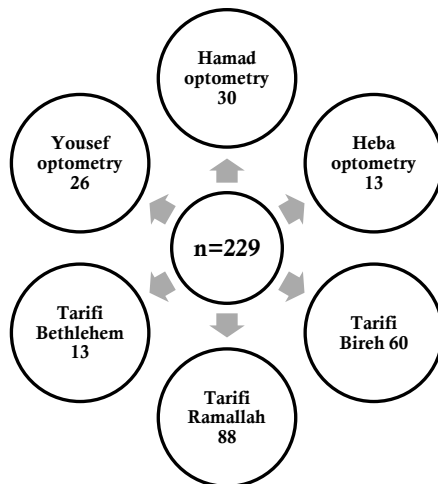 Hamad
optometry
30
Yousef
optometry
26
Heba
optometry
13
n=229
Tarifi
Bethlehem
13
Tarifi
Bireh 60
Tarifi
Ramallah
88